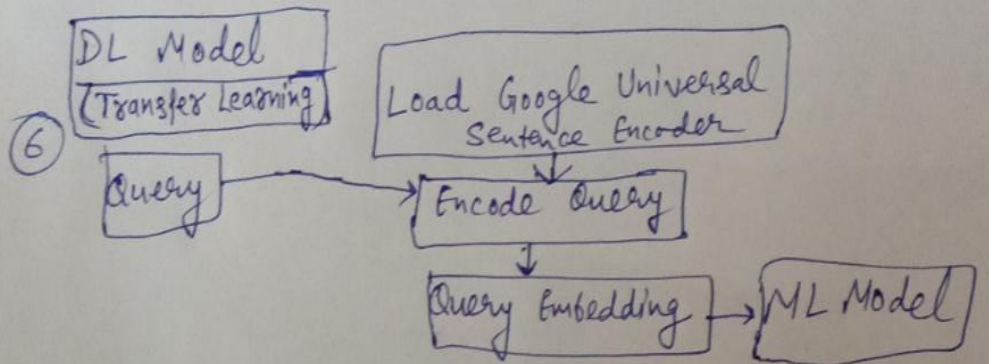 DL Model
(Transfer Learning)
Load Google Universal
Sentence Encoder
6
Query
Encode Query
Query Embedding
ML Model